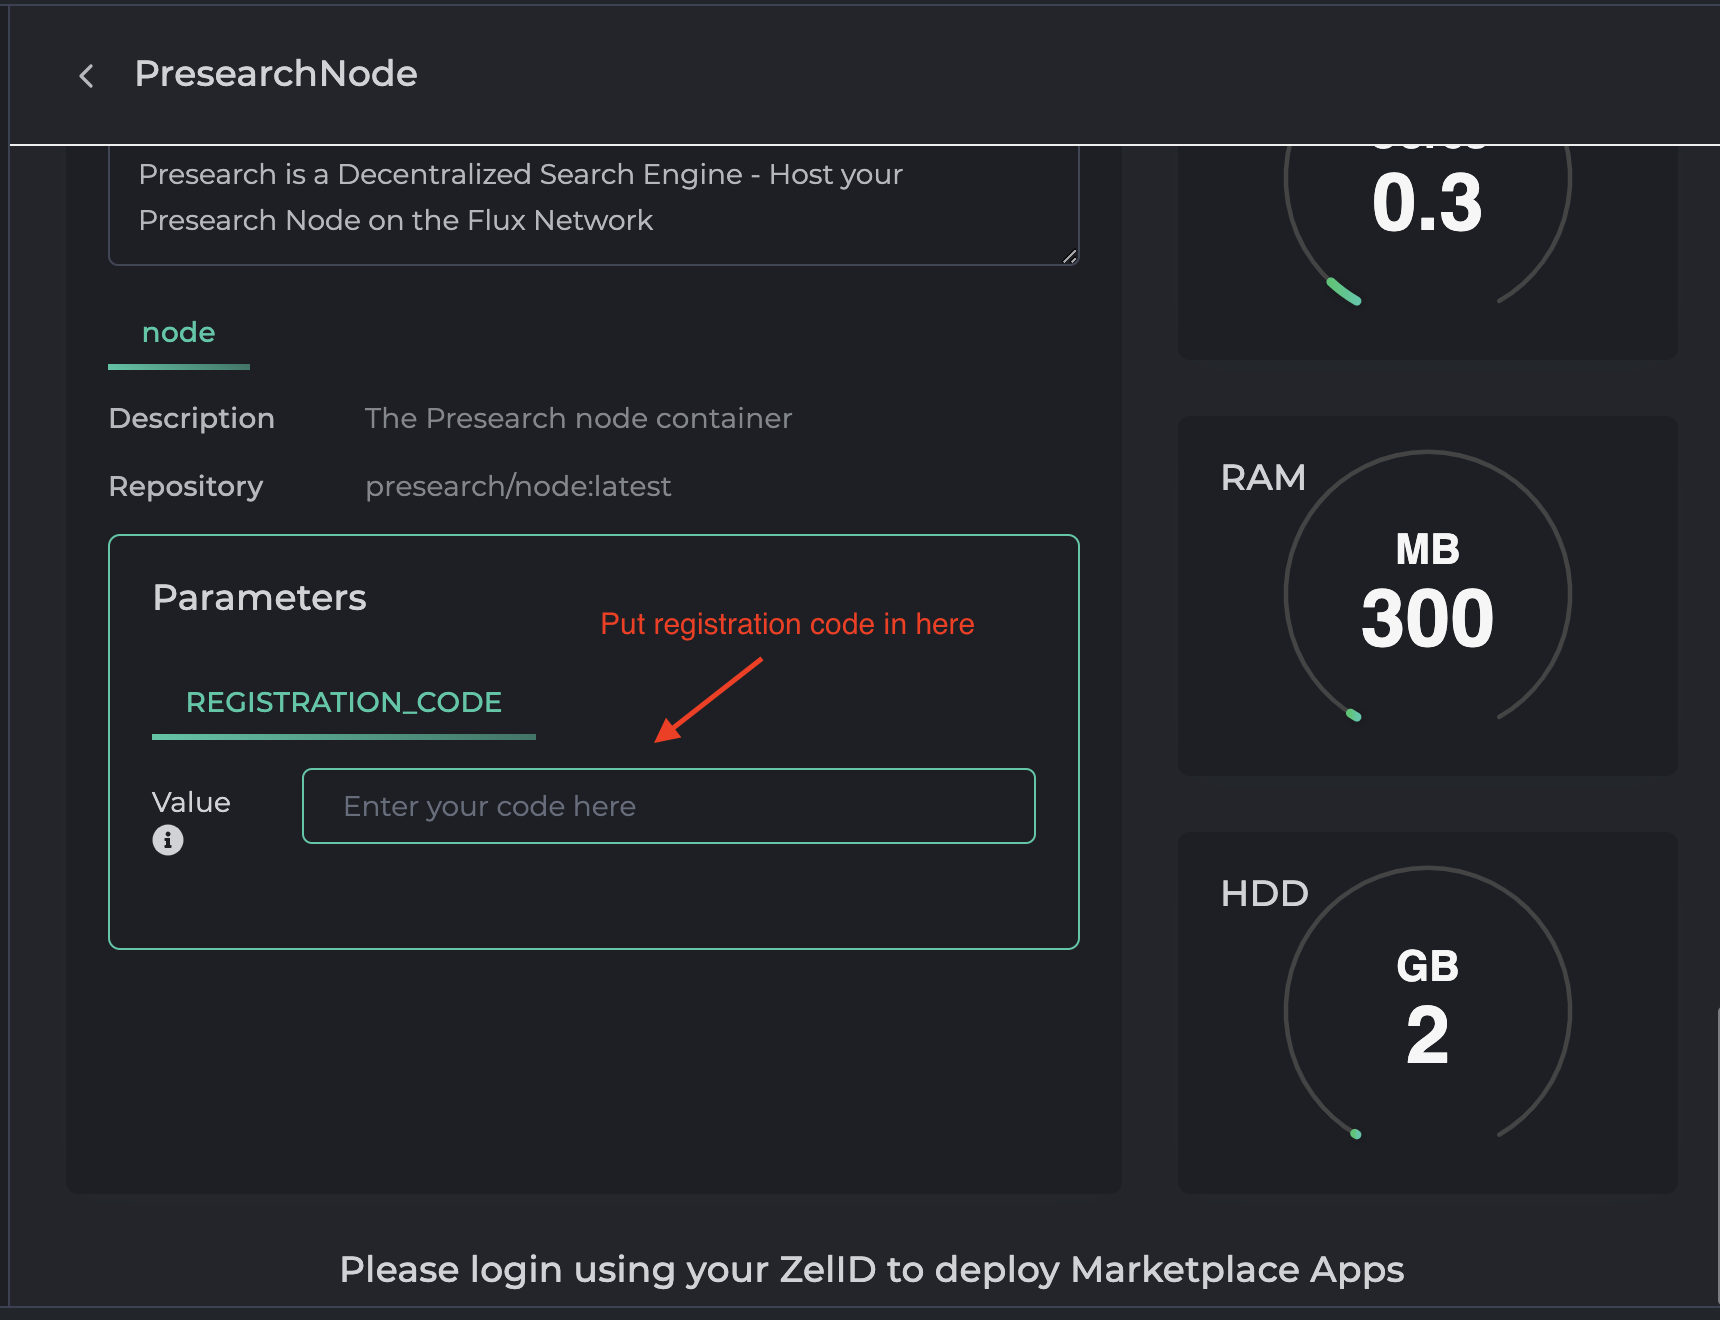 PresearchNode
Presearch is a Decentralized Search Engine - Host your
Presearch Node on the Flux Network
node
Description The Presearch node container
Repository presearch/node:latest
Parameters
Put registration code in here
REGISTRATION_CODE
Value Enter your code here
0.3
RAM
MB
300
HDD
GB
2
Please login using your ZelID to deploy Marketplace Apps